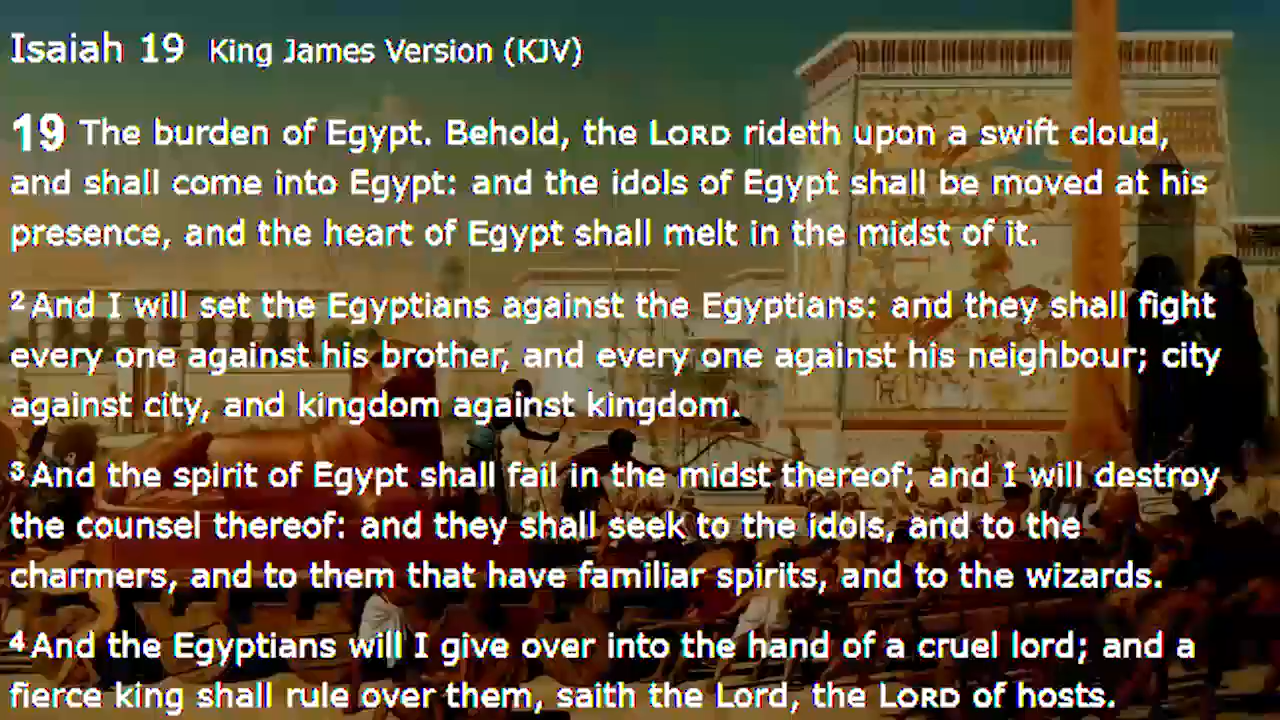 Isaiah 19 King James Version (KJV)
19 The burden of Egypt. Behold, the LORD rideth upon a swift cloud,
and shall come into Egypt: and the idols of Egypt shall be moved at his
presence, and the heart of Egypt shall melt in the midst of it.
2 And I will set the Egyptians against the Egyptians: and they shall fight
every one against his brother, and every one against his neighbour; city
against city, and kingdom against kingdom.
3 And the spirit of Egypt shall fail in the midst thereof; and I will destroy
the counsel thereof: and they shall seek to the idols, and to the
charmers, and to them that have familiar spirits, and to the wizards.
4 And the Egyptians will I give over into the hand of a cruel lord; and a
fierce king shall rule over them, saith the Lord, the LORD of hosts.